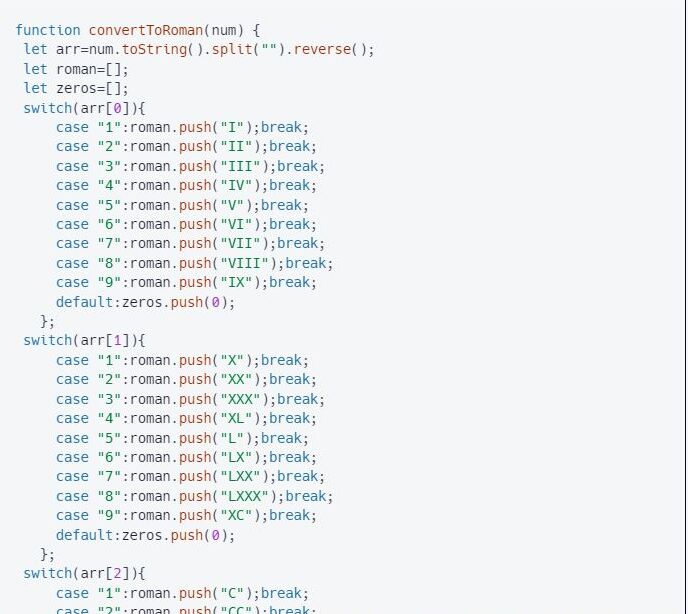 function convertToRoman(num) {
let arr=num.toString().split("").reverse();
let roman=[];
let zeros=[];
switch(arr[0]){
case "1":roman.push("I");break;
case "2":roman.push("II");break;
case "3":roman.push("III");break;
case "4":roman.push("IV");break;
case "5":roman.push("V");break;
case "6":roman.push("VI");break;
case "7":roman.push("VII");break;
case "8":roman.push("VIII");break;
case "9":roman.push("IX");break;
default:zeros.push(0);
};
switch(arr[1]){
case "1":roman.push("X");break;
case "2":roman.push("XX");break;
case "3":roman.push("XXX");break;
case "4":roman.push("XL");break;
case "5":roman.push("L");break;
case "6":roman.push("LX");break;
case "7":roman.push("LXX");break;
case "8":roman.push("LXXX");break;
case "9":roman.push("XC");break;
default:zeros.push(0);
};
switch(arr[2]){
case "1":roman.push("C");break;
case "2":roman.push("CC");break;